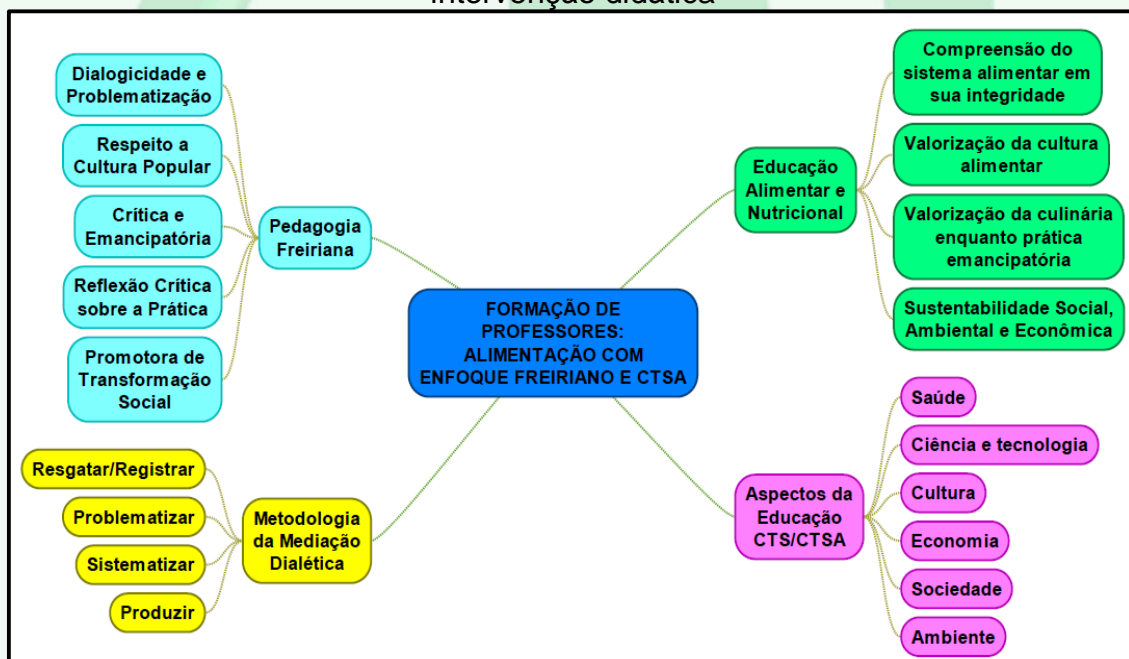 intervenção didática
Dialogicidade e
Problematização
Respeito a
Cultura Popular
Crítica e
Emancipatória
Reflexão Crítica
sobre a Prática
Promotora de
Transformação
Social
Pedagogia
Freiriana
Resgatar/Registrar
Problematizar
Sistematizar
Produzir
Metodologia
da Mediação
Dialética
FORMAÇÃO DE
PROFESSORES:
ALIMENTAÇÃO COM
ENFOQUE FREIRIANO E CTSA
Educação
Alimentar e
Nutricional
Compreensão do
sistema alimentar em
sua integridade
Valorização da cultura
alimentar
Valorização da culinária
enquanto prática
emancipatória
Sustentabilidade Social,
Ambiental e Econômica
Aspectos da
Educação
CTS/CTSA
Saúde
Ciência e tecnologia
Cultura
Economia
Sociedade
Ambiente